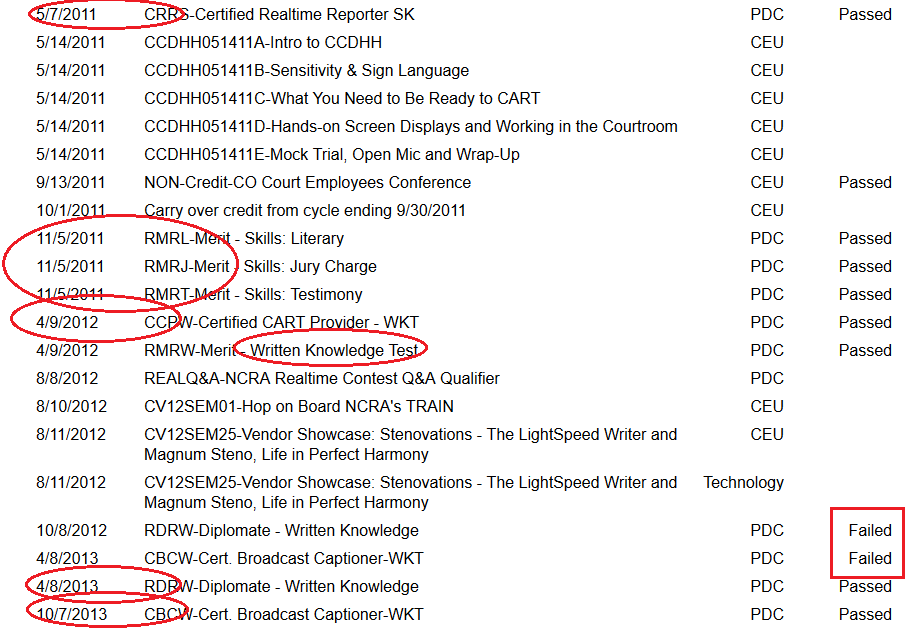 5/7/2011 CRRS-Certified Realtime Reporter SK PDC Passed
5/14/2011 CCDHH051411A-Intro to CCDHH CEU
5/14/2011 CCDHH051411B-Sensitivity & Sign Language CEU
5/14/2011 CCDHH051411C-What You Need to Be Ready to CART CEU
5/14/2011 CCDHH051411D-Hands-on Screen Displays and Working in the Courtroom CEU
5/14/2011 CCDHH051411E-Mock Trial, Open Mic and Wrap-Up CEU
9/13/2011 NON-Credit-CO Court Employees Conference CEU Passed
10/1/2011 Carry over credit from cycle ending 9/30/2011 CEU
11/5/2011 RMRL-Merit - Skills: Literary PDC Passed
11/5/2011 RMRJ-Merit - Skills: Jury Charge PDC Passed
11/5/2011 RMRT-Merit - Skills: Testimony PDC Passed
4/9/2012 CCPW-Certified CART Provider - WKT PDC Passed
4/9/2012 RMRW-Merit - Written Knowledge Test PDC Passed
8/8/2012 REALQ&A-NCRA Realtime Contest Q&A Qualifier PDC
8/10/2012 CV12SEM01-Hop on Board NCRA's TRAIN CEU
8/11/2012 CV12SEM25-Vendor Showcase: Stenovations - The LightSpeed Writer and CEU
Magnum Steno, Life in Perfect Harmony
8/11/2012 CV12SEM25-Vendor Showcase: Stenovations - The LightSpeed Writer and Technology
Magnum Steno, Life in Perfect Harmony
10/8/2012 RDRW-Diplomate - Written Knowledge PDC Failed
4/8/2013 CBCW-Cert. Broadcast Captioner-WKT PDC Failed
4/8/2013 RDRW-Diplomate - Written Knowledge PDC Passed
10/7/2013 CBCW-Cert. Broadcast Captioner-WKT PDC Passed